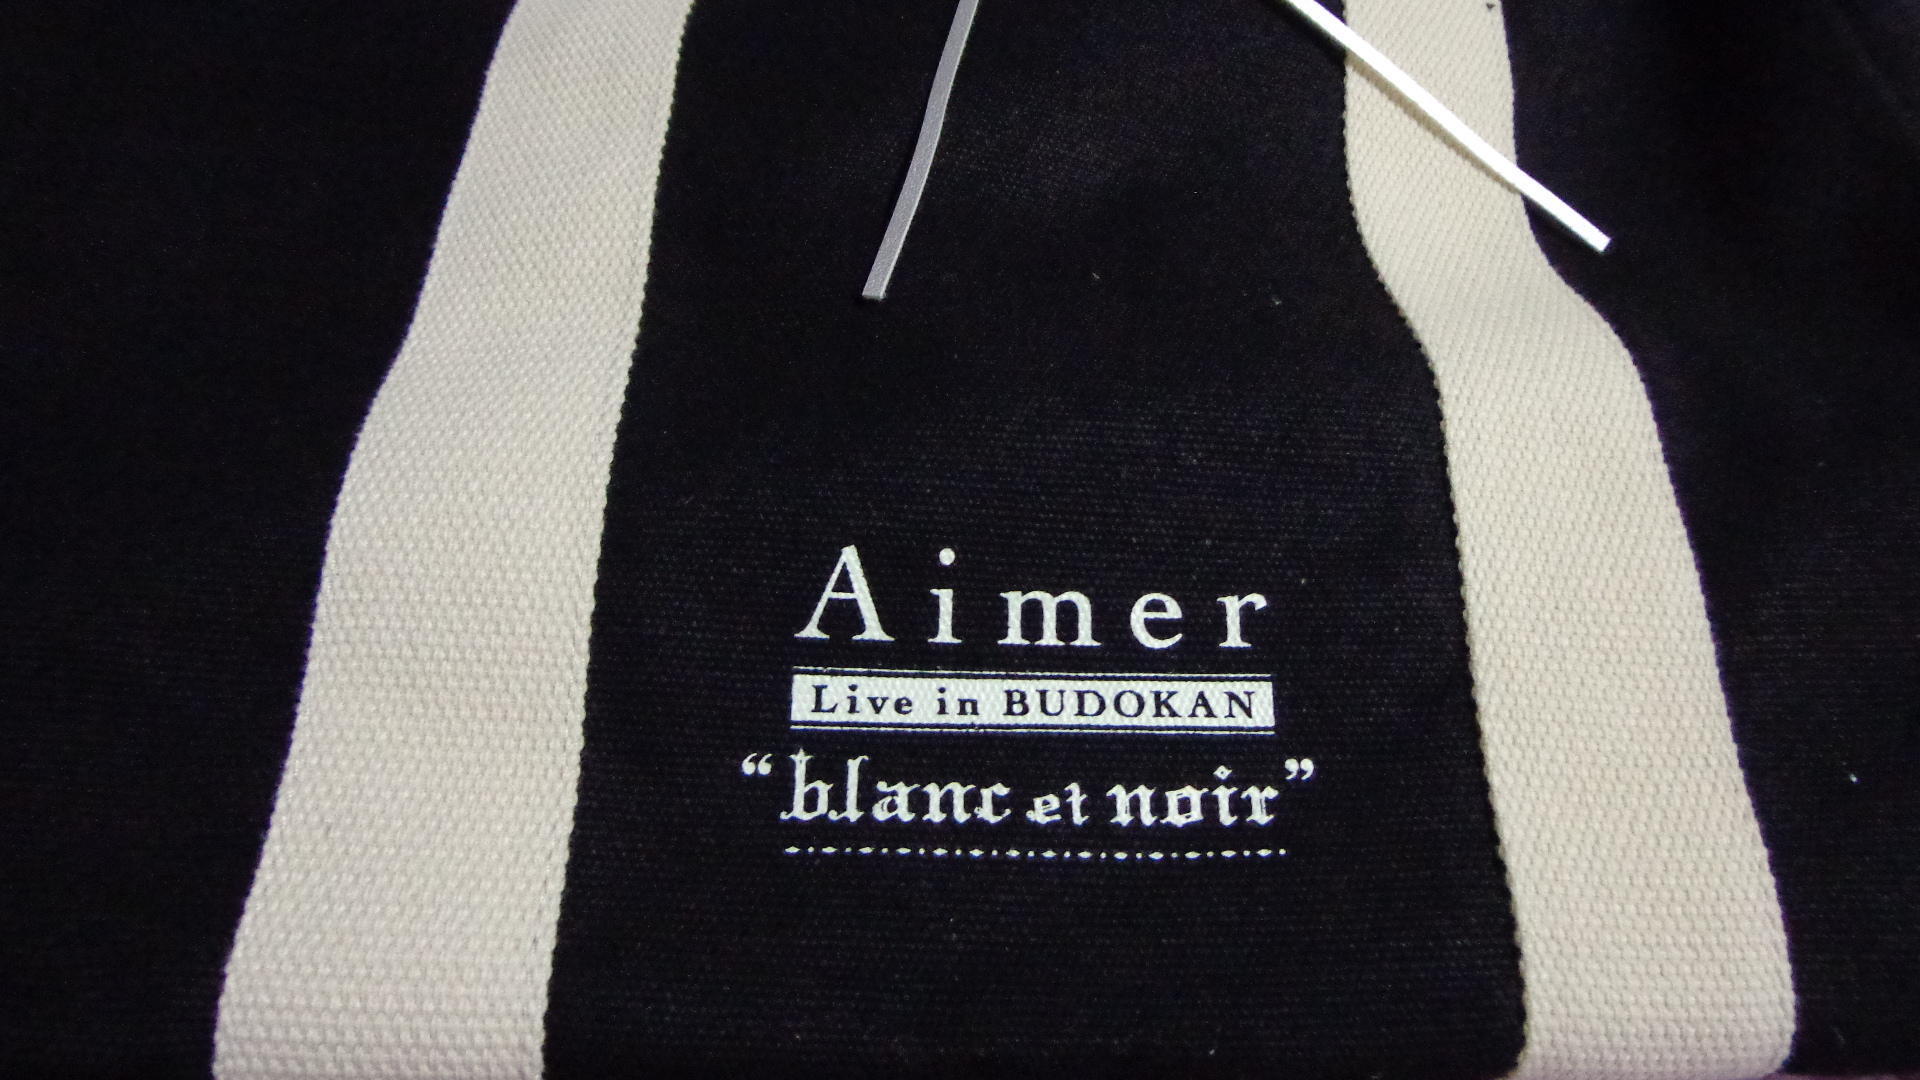 Aimer
Live in BUDOKAN
“blanc et noir”